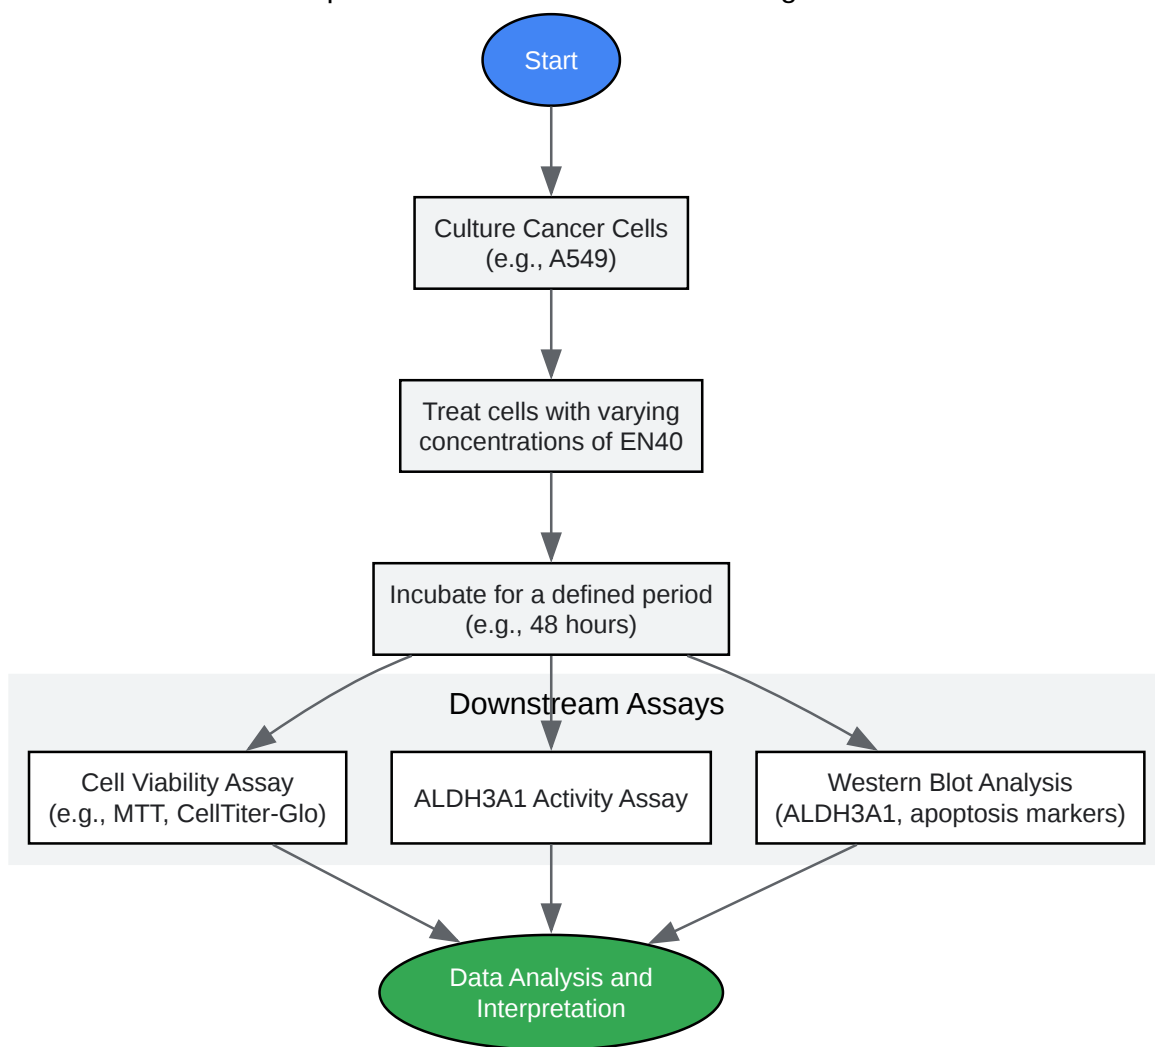 Start
Culture Cancer Cells
(e.g., A549)
Treat cells with varying
concentrations of EN40
Incubate for a defined period
(e.g., 48 hours)
Downstream Assays
Cell Viability Assay
(e.g., MTT, CellTiter-Glo)
ALDH3A1 Activity Assay
Western Blot Analysis
(ALDH3A1, apoptosis markers)
Data Analysis and
Interpretation